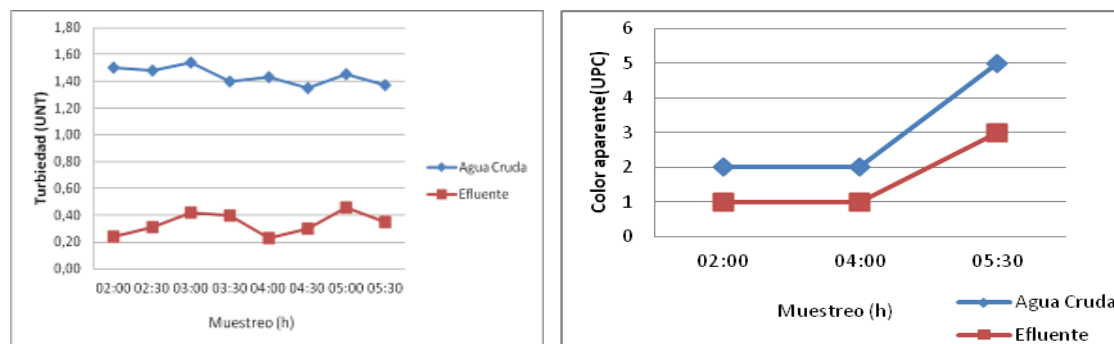 1,80
1,60
1,40
1,20
1,00
0,80
0,60
0,40
0,20
0,00
Turbiedad (UNT)
02:00 02:30 03:00 03:30 04:00 04:30 05:00 05:30
Muestreo (h)
Agua Cruda
Efluente
6
5
4
3
2
1
0
Color aparente(UPC)
02:00 04:00 05:30
Muestreo (h)
Agua Cruda
Efluente